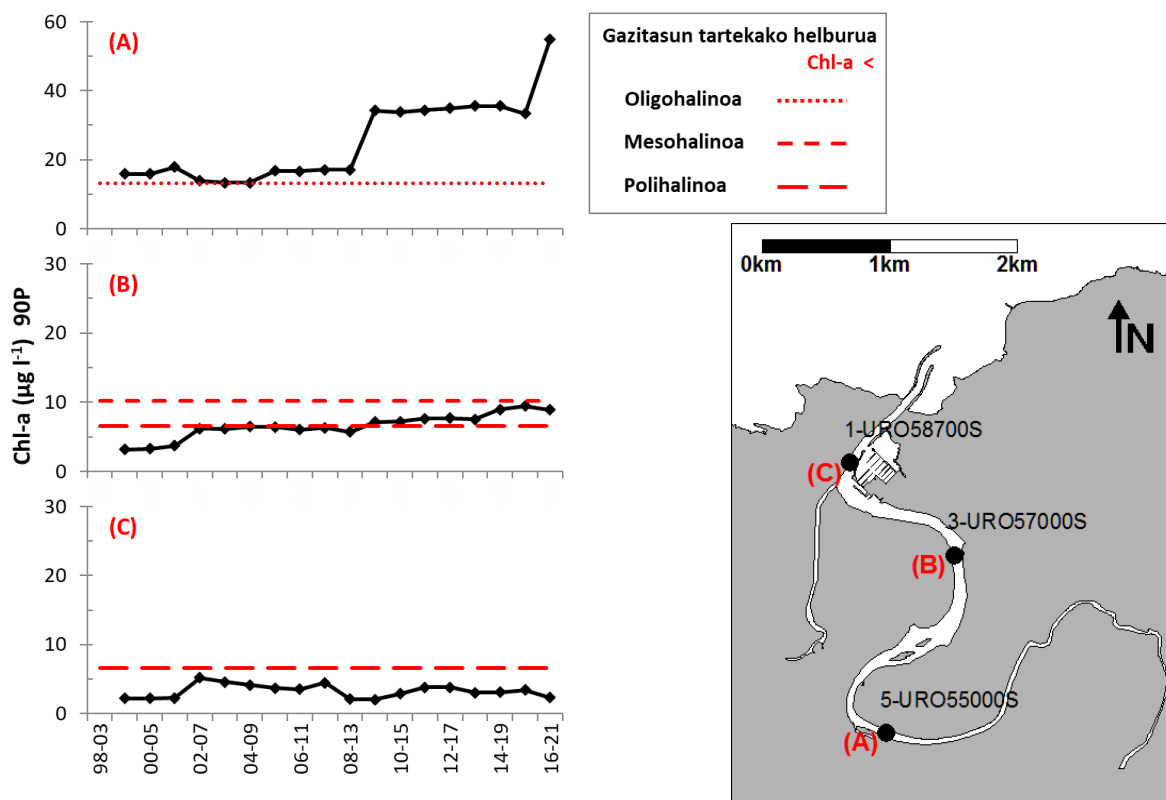 Chl-a (µg l-1) 90P
(A)
60
40
20
0
(B)
30
20
10
0
(C)
30
20
10
0
98-03
00-05
02-07
04-09
06-11
08-13
10-15
12-17
14-19
16-21
Gazitasun tartekako helburua
Chl-a <
Oligohalinoa
Mesohalinoa
Polihalinoa
0km 1km 2km
N
1-URO58700S
(C)
3-URO57000S
(B)
5-URO55000S
(A)